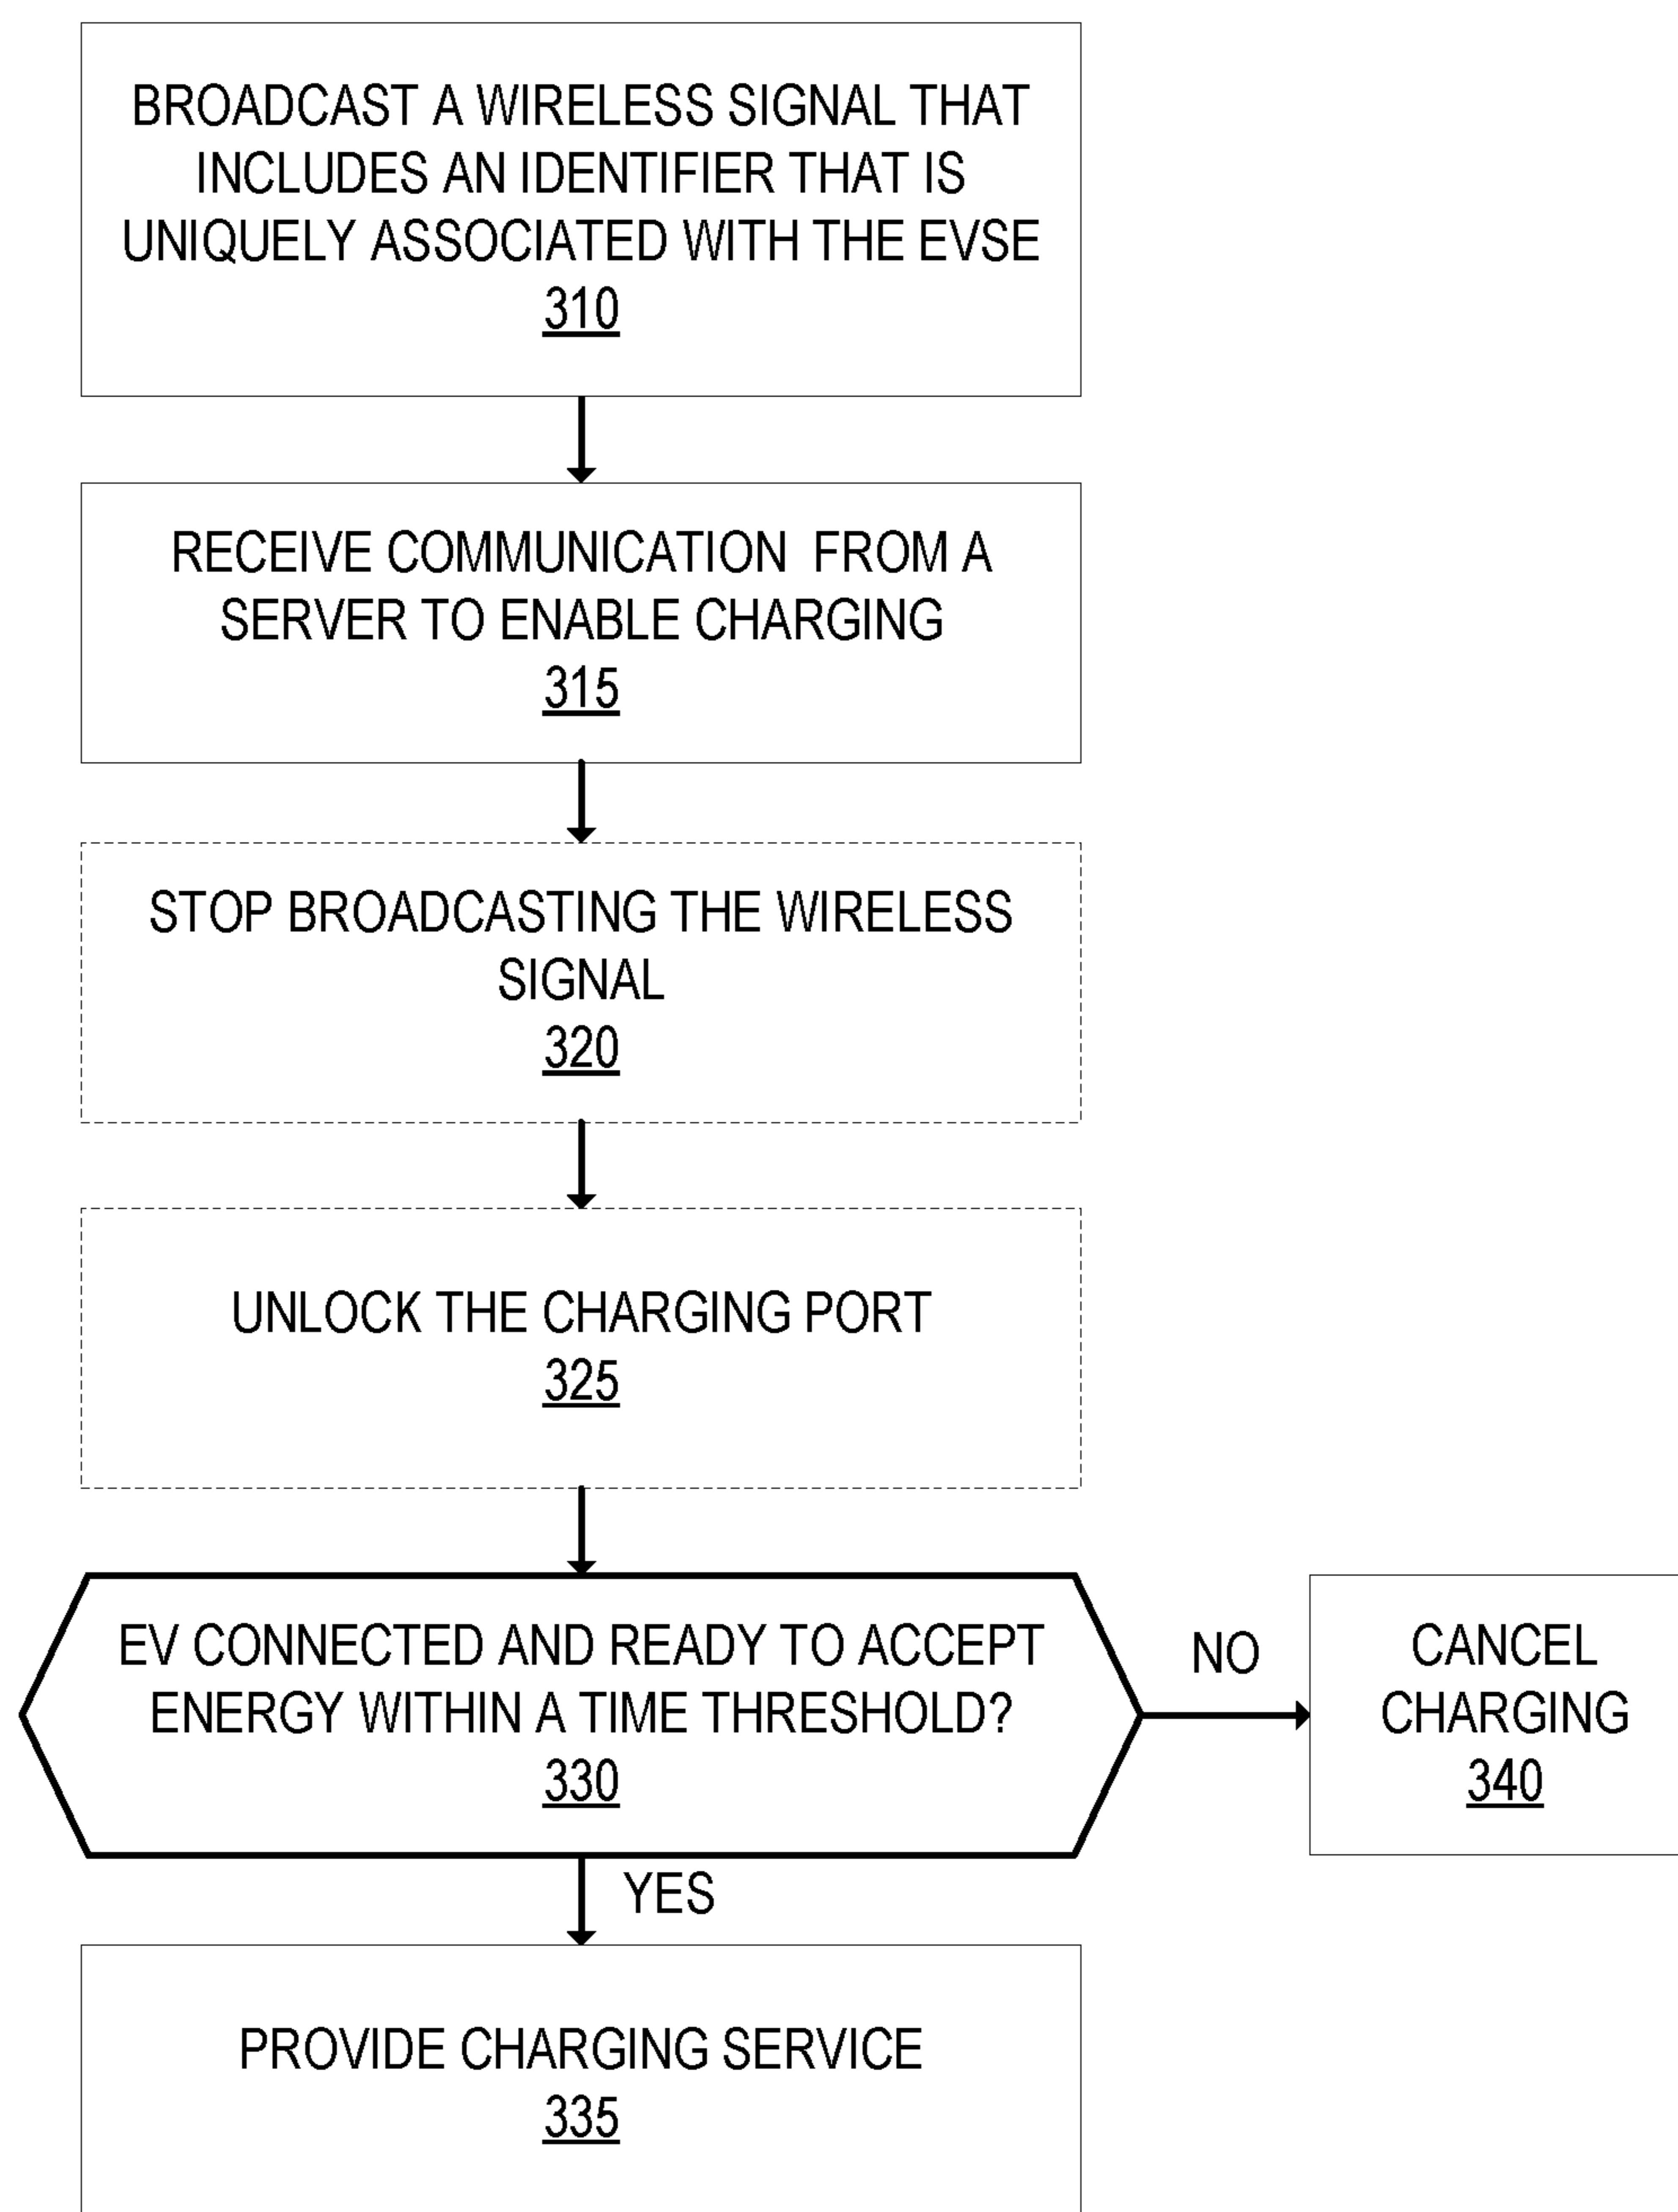 BROADCAST A WIRELESS SIGNAL THAT
INCLUDES AN IDENTIFIER THAT IS
UNIQUELY ASSOCIATED WITH THE EVSE
310
RECEIVE COMMUNICATION FROM A
SERVER TO ENABLE CHARGING
315
STOP BROADCASTING THE WIRELESS
SIGNAL
320
UNLOCK THE CHARGING PORT
325
EV CONNECTED AND READY TO ACCEPT
ENERGY WITHIN A TIME THRESHOLD?
330
NO
CANCEL
CHARGING
340
YES
PROVIDE CHARGING SERVICE
335